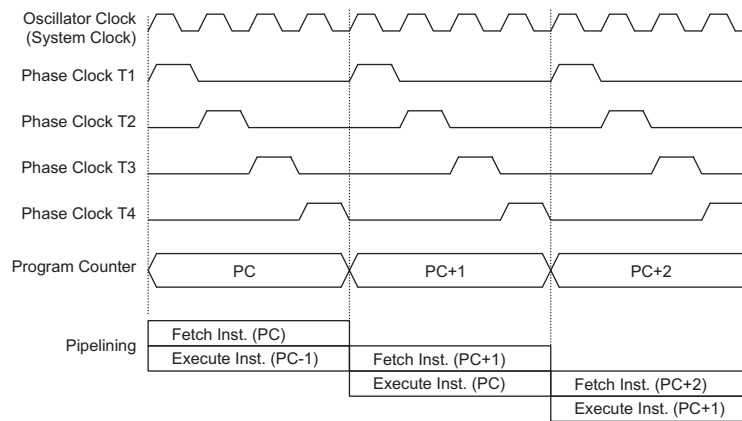 Oscillator Clock
(System Clock)
Phase Clock T1
Phase Clock T2
Phase Clock T3
Phase Clock T4
Program Counter
PC
PC+1
PC+2
Pipelining
Fetch Inst. (PC)
Execute Inst. (PC-1)
Fetch Inst. (PC+1)
Execute Inst. (PC)
Fetch Inst. (PC+2)
Execute Inst. (PC+1)